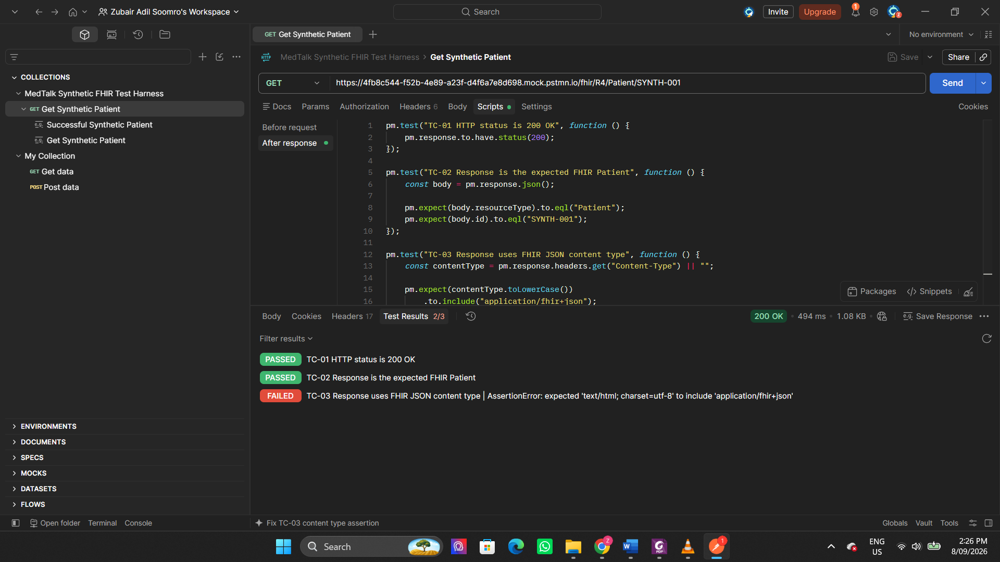 Zubair Adil Soomro's Workspace
Search
Invite
Upgrade
1
z
GET Get Synthetic Patient
No environment
HTTP
MedTalk Synthetic FHIR Test Harness > Get Synthetic Patient
Save
Share
COLLECTIONS
MedTalk Synthetic FHIR Test Harness
GET Get Synthetic Patient
e.g. Successful Synthetic Patient
e.g. Get Synthetic Patient
My Collection
GET Get data
POST Post data
GET
https://4fb8c544-f52b-4e89-a23f-d4f6a7e8d698.mock.pstmn.io/fhir/R4/Patient/SYNTH-001
Send
Docs Params Authorization Headers 6 Body Scripts Settings
Cookies
Before request
After response
1 pm.test("TC-01 HTTP status is 200 OK", function () {
2 pm.response.to.have.status(200);
3 });
4
5 pm.test("TC-02 Response is the expected FHIR Patient", function () {
6 const body = pm.response.json();
7
8 pm.expect(body.resourceType).to.eql("Patient");
9 pm.expect(body.id).to.eql("SYNTH-001");
10 });
11
12 pm.test("TC-03 Response uses FHIR JSON content type", function () {
13 const contentType = pm.response.headers.get("Content-Type") || "";
14
15 pm.expect(contentType.toLowerCase())
16 .to.include("application/fhir+json");
Packages
Snippets
Body Cookies Headers 17 Test Results 2/3
200 OK • 494 ms • 1.08 KB •
e.g. Save Response
Filter results
PASSED TC-01 HTTP status is 200 OK
PASSED TC-02 Response is the expected FHIR Patient
FAILED TC-03 Response uses FHIR JSON content type | AssertionError: expected 'text/html; charset=utf-8' to include 'application/fhir+json'
ENVIRONMENTS
DOCUMENTS
SPECS
MOCKS
DATASETS
FLOWS
Open folder Terminal Console
Fix TC-03 content type assertion
Globals Vault Tools
Search
Z
W
PDF
1
ENG
US
2:26 PM
8/09/2026